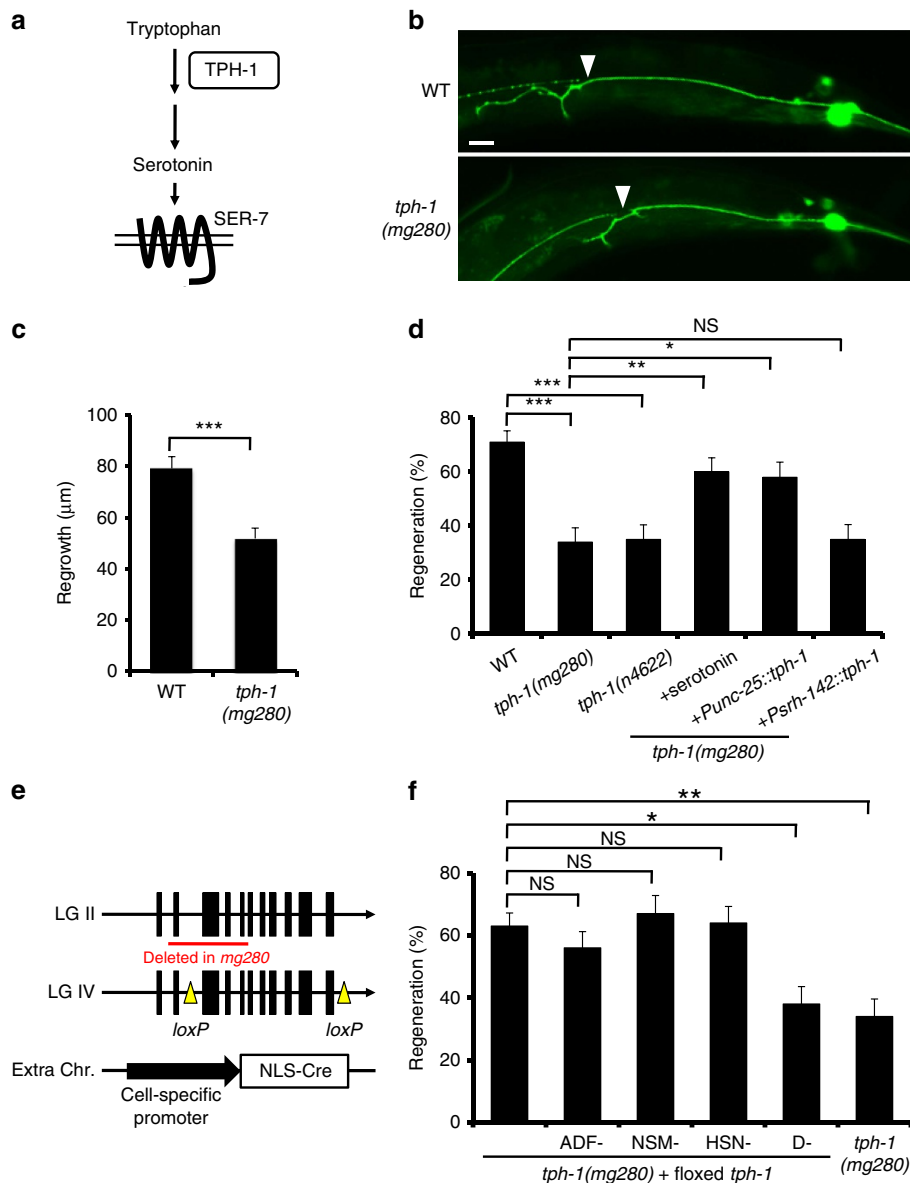 a
Tryptophan
TPH-1
Serotonin
SER-7
b
WT
tph-1
(mg280)
c
Regrowth (μm)
100
80
60
40
20
0
***
WT
tph-1
(mg280)
d
Regeneration (%)
80
60
40
20
0
NS
*
**
***
***
WT
tph-1(mg280)
tph-1(n4622)
+serotonin
+Punc-25::tph-1
+Psrh-142::tph-1
tph-1(mg280)
e
LG II
Deleted in mg280
LG IV
loxP
loxP
Extra Chr.
NLS-Cre
Cell-specific
promoter
f
Regeneration (%)
80
60
40
20
0
**
*
NS
NS
NS
ADF-
NSM-
HSN-
D-
tph-1
(mg280)
tph-1(mg280) + floxed tph-1